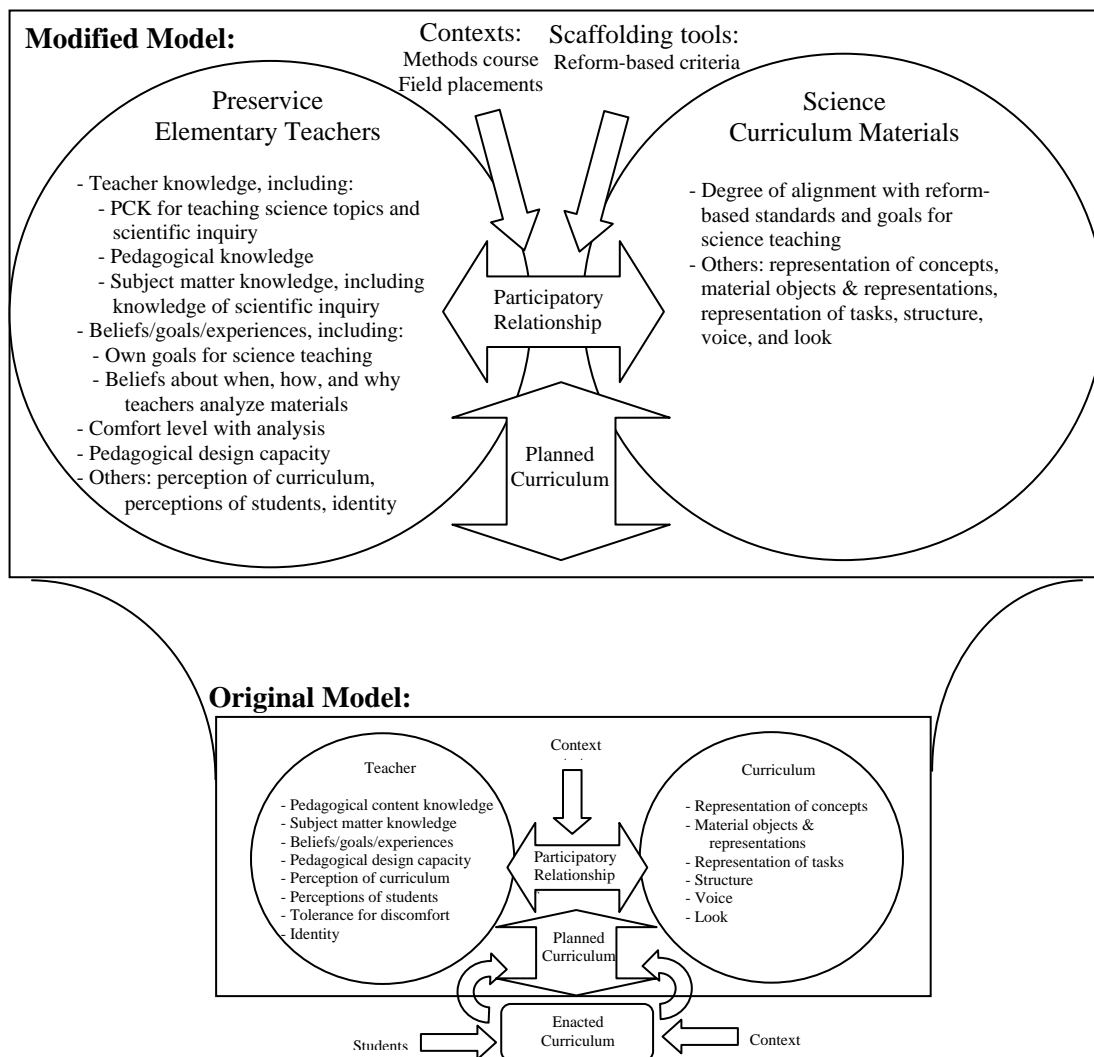 Modified Model:
Contexts:
Methods course
Field placements
Scaffolding tools:
Reform-based criteria
Preservice
Elementary Teachers
- Teacher knowledge, including:
- PCK for teaching science topics and
scientific inquiry
- Pedagogical knowledge
- Subject matter knowledge, including
knowledge of scientific inquiry
- Beliefs/goals/experiences, including:
- Own goals for science teaching
- Beliefs about when, how, and why
teachers analyze materials
- Comfort level with analysis
- Pedagogical design capacity
- Others: perception of curriculum,
perceptions of students, identity
Participatory
Relationship
Planned
Curriculum
Science
Curriculum Materials
- Degree of alignment with reform-
based standards and goals for
science teaching
- Others: representation of concepts,
material objects & representations,
representation of tasks, structure,
voice, and look
Original Model:
Context
Teacher
- Pedagogical content knowledge
- Subject matter knowledge
- Beliefs/goals/experiences
- Pedagogical design capacity
- Perception of curriculum
- Perceptions of students
- Tolerance for discomfort
- Identity
Participatory
Relationship
Planned
Curriculum
Curriculum
- Representation of concepts
- Material objects &
representations
- Representation of tasks
- Structure
- Voice
- Look
Enacted
Curriculum
Students
Context